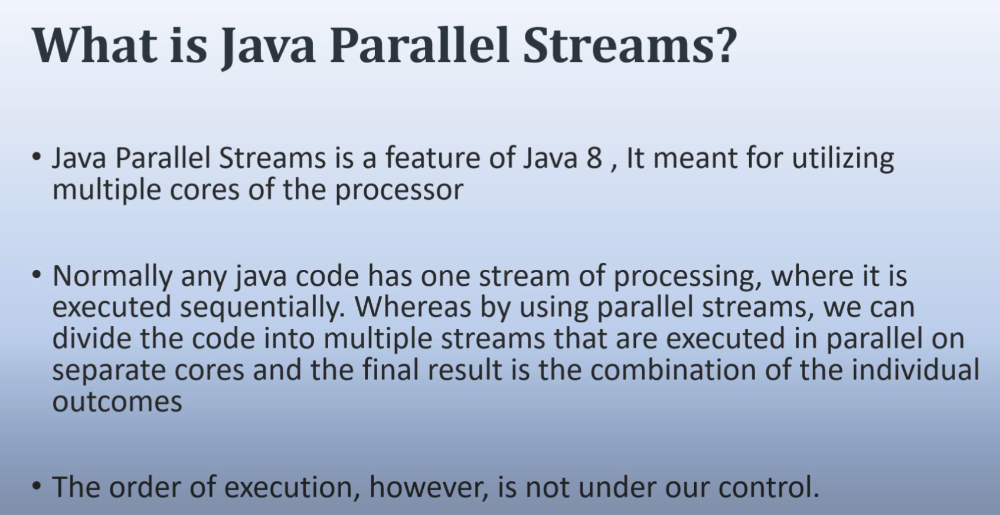 What is Java Parallel Streams?
• Java Parallel Streams is a feature of Java 8 , It meant for utilizing
multiple cores of the processor
• Normally any java code has one stream of processing, where it is
executed sequentially. Whereas by using parallel streams, we can
divide the code into multiple streams that are executed in parallel on
separate cores and the final result is the combination of the individual
outcomes
• The order of execution, however, is not under our control.